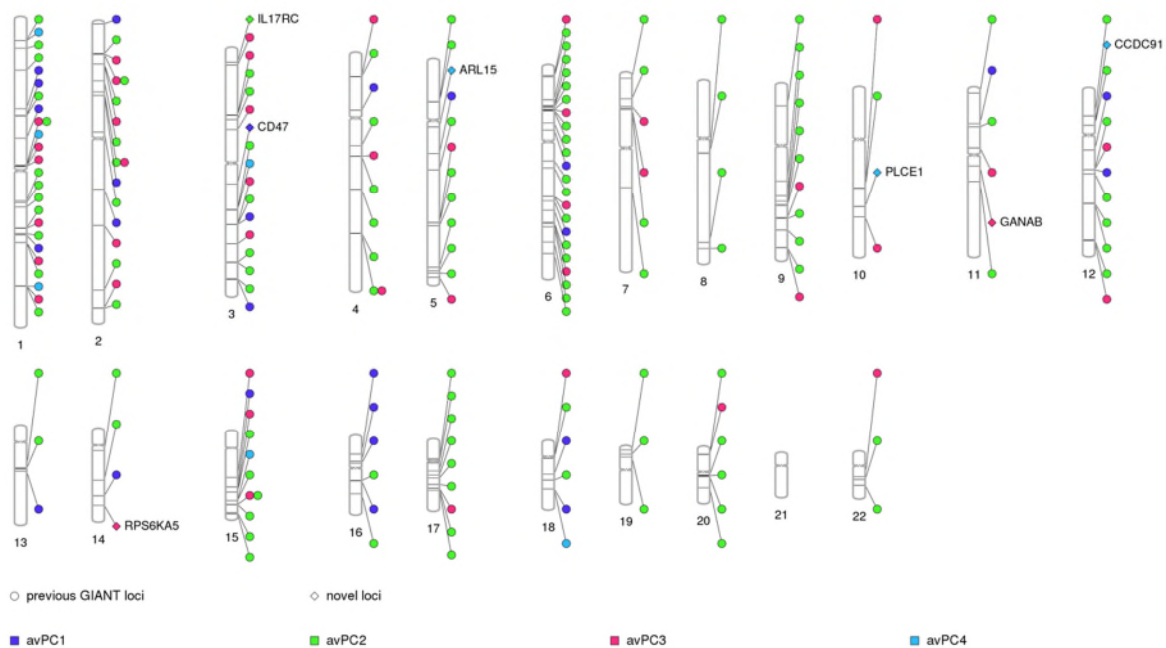 IL17RC
CCDC91
ARL15
CD47
PLCE1
GANAB
1 2 3 4 5 6 7 8 9 10 11 12
RPS6KA5
13 14 15 16 17 18 19 20 21 22
previous GIANT loci novel loci
avPC1 avPC2 avPC3 avPC4